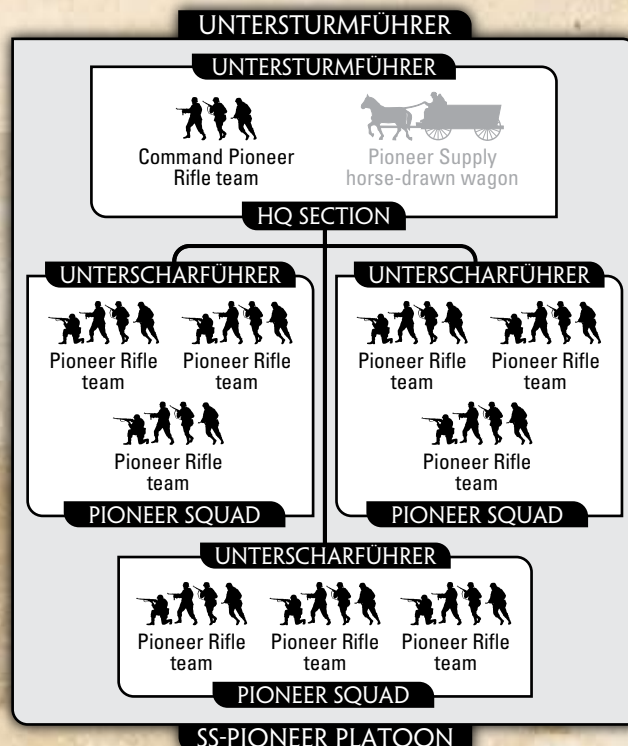 UNTERSTURMFÜHRER
UNTERSTURMFÜHRER
Command Pioneer
Rifle team
Pioneer Supply
horse-drawn wagon
HQ SECTION
UNTERSCHARFÜHRER
Pioneer Rifle
team
Pioneer Rifle
team
Pioneer Rifle
team
PIONEER SQUAD
UNTERSCHARFÜHRER
Pioneer Rifle
team
Pioneer Rifle
team
Pioneer Rifle
team
PIONEER SQUAD
UNTERSCHARFÜHRER
Pioneer Rifle
team
Pioneer Rifle
team
Pioneer Rifle
team
PIONEER SQUAD
SS-PIONEER PLATOON